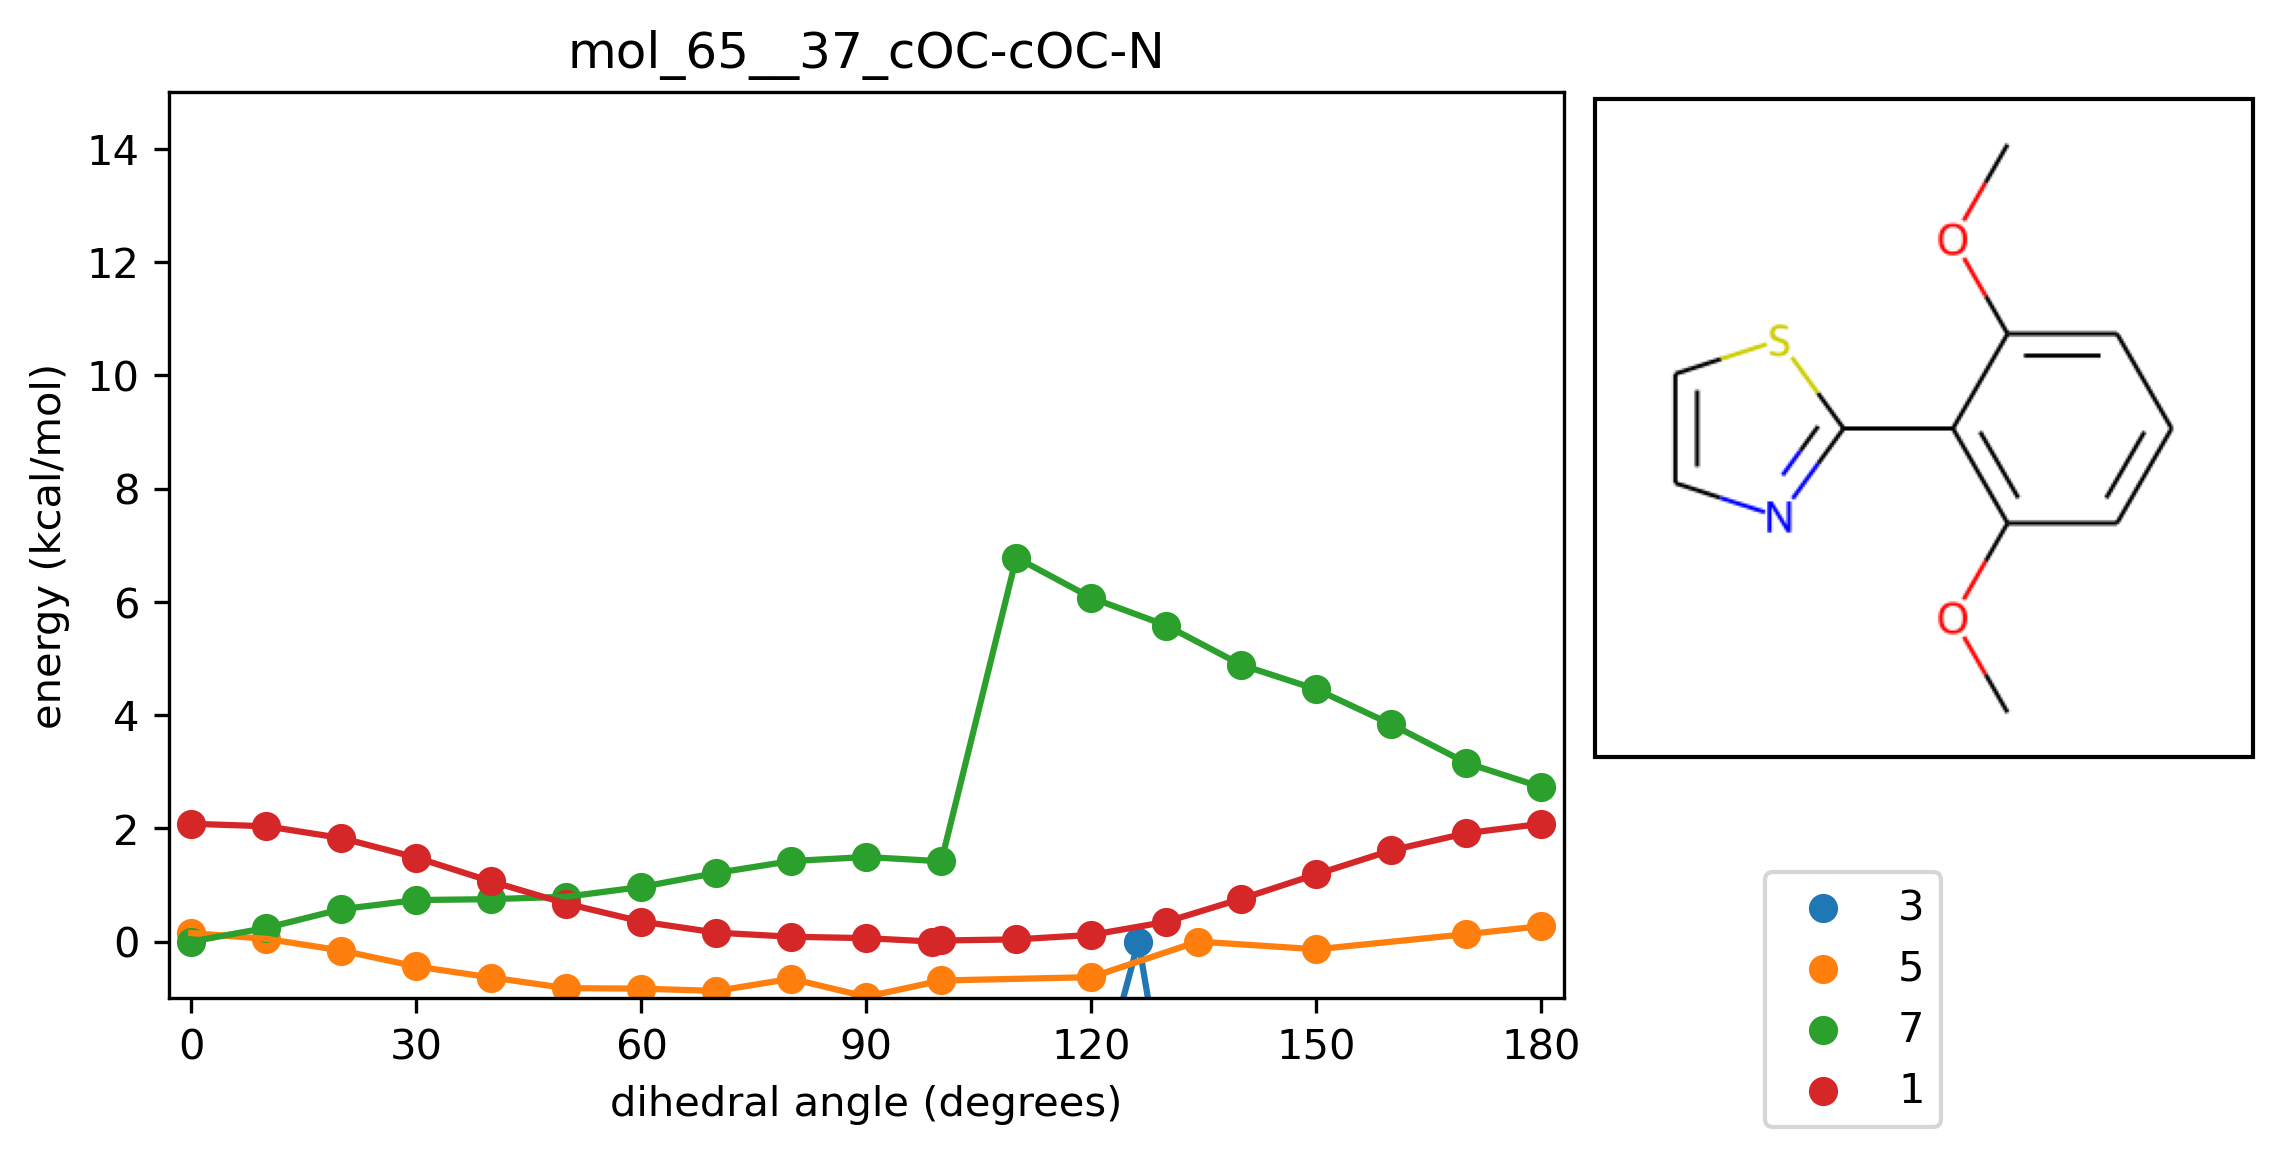 mol_65__37_cOC-cOC-N
energy (kcal/mol)
14
12
10
8
6
4
2
0
0 30 60 90 120 150 180
dihedral angle (degrees)
O
S
N
O
3
5
7
1